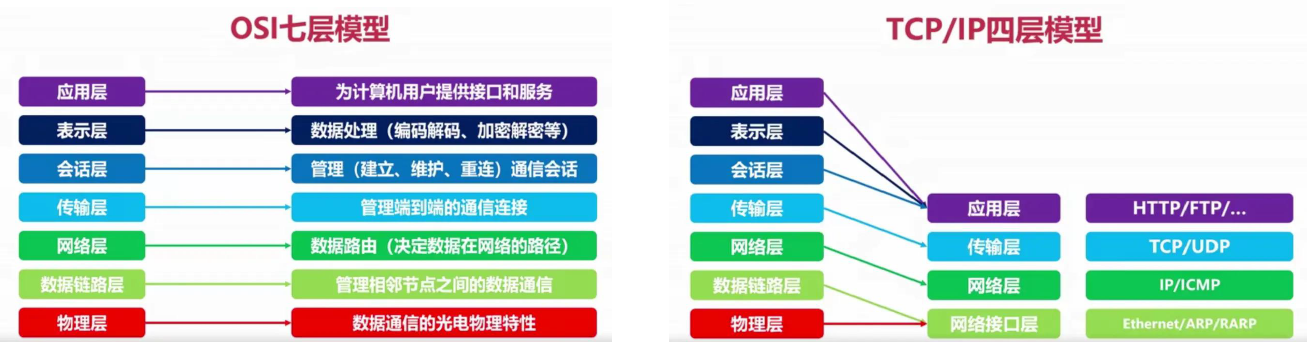 OSI七层模型
应用层
为计算机用户提供接口和服务
表示层
数据处理（编码解码、加密解密等）
会话层
管理（建立、维护、重连）通信会话
传输层
管理端到端的通信连接
网络层
数据路由（决定数据在网络的路径）
数据链路层
管理相邻节点之间的数据通信
物理层
数据通信的光电物理特性
TCP/IP四层模型
应用层
表示层
会话层
传输层
网络层
数据链路层
物理层
应用层
HTTP/FTP/...
传输层
TCP/UDP
网络层
IP/ICMP
网络接口层
Ethernet/ARP/RARP